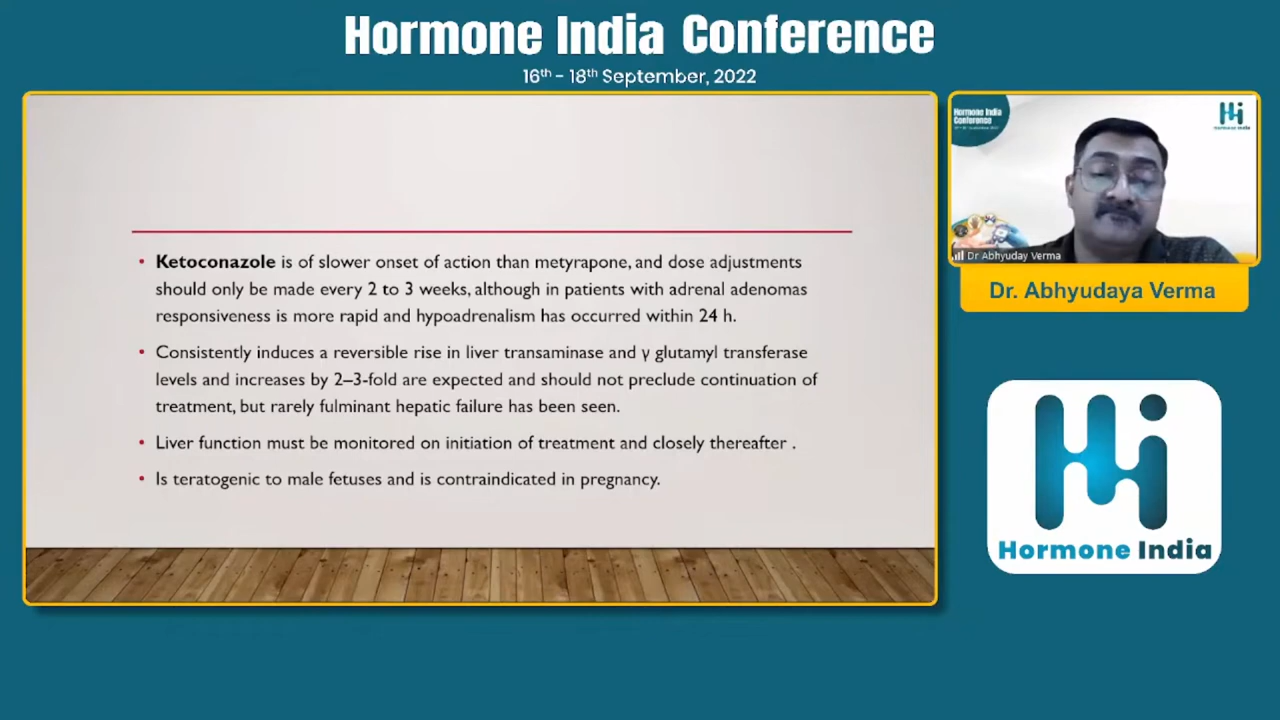 Hormone India Conference
16th - 18th September, 2022
Ketoconazole is of slower onset of action than metyrapone, and dose adjustments
should only be made every 2 to 3 weeks, although in patients with adrenal adenomas
responsiveness is more rapid and hypoadrenalism has occurred within 24 h.
Consistently induces a reversible rise in liver transaminase and γ glutamyl transferase
levels and increases by 2–3-fold are expected and should not preclude continuation of
treatment, but rarely fulminant hepatic failure has been seen.
Liver function must be monitored on initiation of treatment and closely thereafter .
Is teratogenic to male fetuses and is contraindicated in pregnancy.
Hormone India
Conference
Hi
Hormone India
Dr Abhyuday Verma
Dr. Abhyudaya Verma
Hi
Hormone India